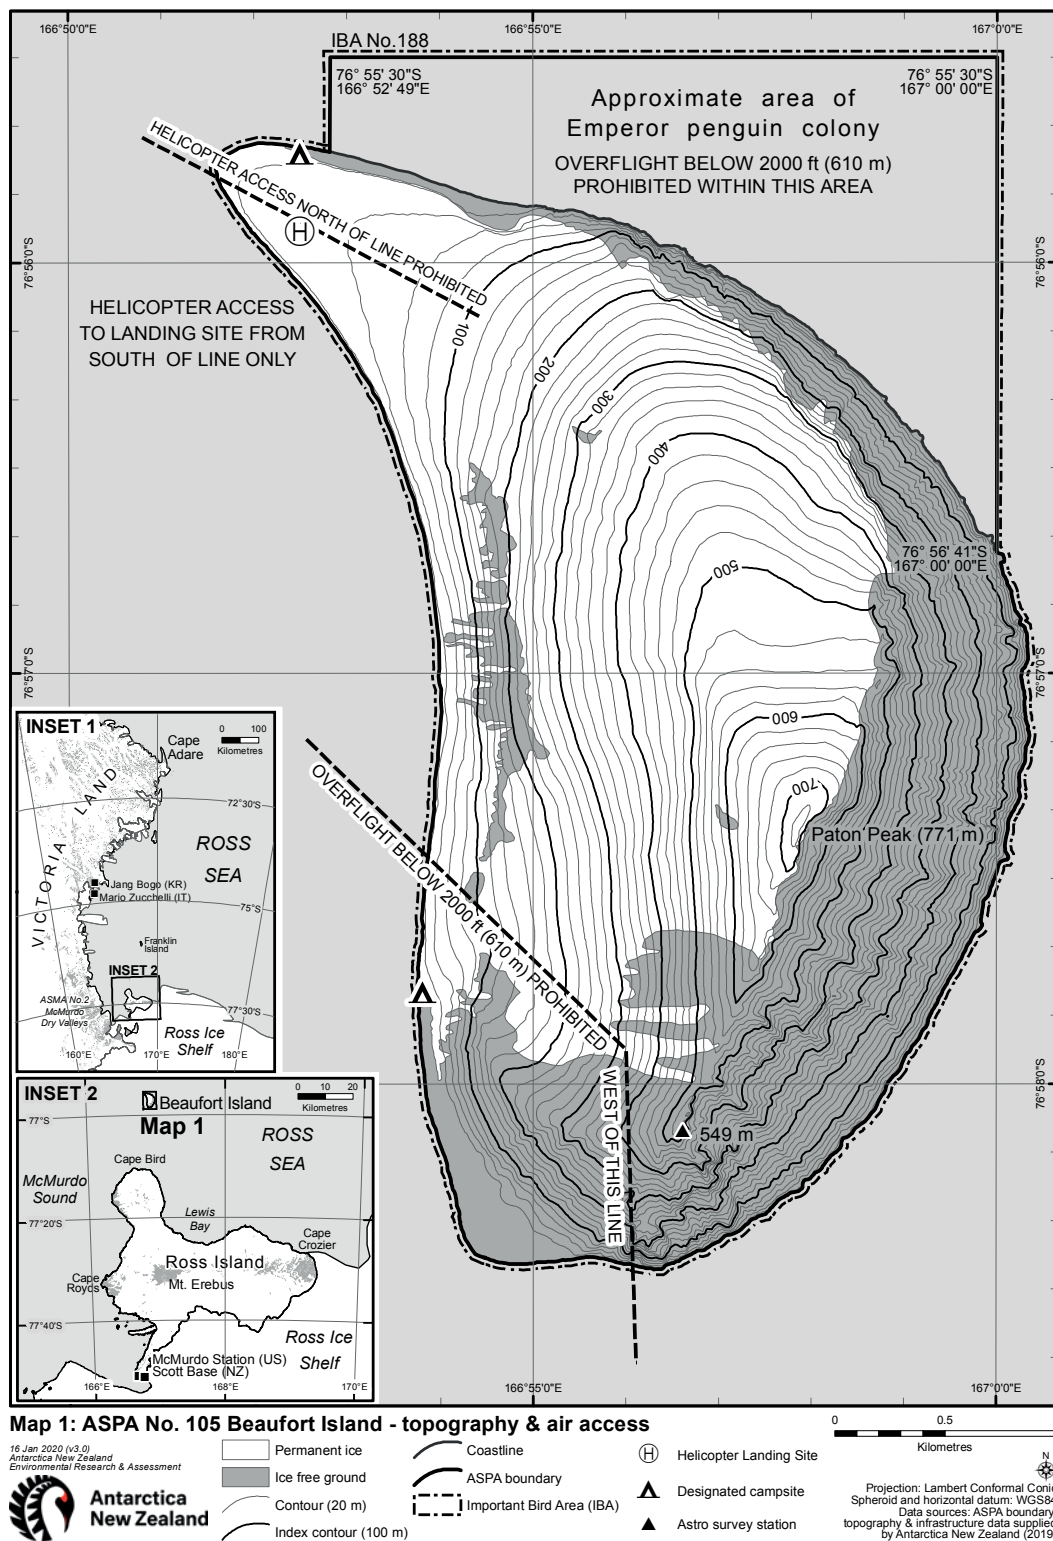 166°50'0"E
166°55'0"E
167°0'0"E
IBA No.188
76° 55' 30"S
166° 52' 49"E
76° 55' 30"S
167° 00' 00"E
Approximate area of
Emperor penguin colony
OVERFLIGHT BELOW 2000 ft (610 m)
PROHIBITED WITHIN THIS AREA
HELICOPTER ACCESS NORTH OF LINE PROHIBITED
H
76°56'0"S
76°56'0"S
HELICOPTER ACCESS
TO LANDING SITE FROM
SOUTH OF LINE ONLY
100
200
300
400
500
600
700
76° 56' 41"S
167° 00' 00"E
76°57'0"S
76°57'0"S
Paton Peak (771 m)
OVERFLIGHT BELOW 2000 ft (610 m) PROHIBITED
WEST OF THIS LINE
549 m
76°58'0"S
INSET 1
0 100
Kilometres
Cape
Adare
VICTORIA LAND
72°30'S
ROSS
SEA
Jang Bogo (KR)
Mario Zucchelli (IT)
75°S
Franklin
Island
INSET 2
ASMA No.2
McMurdo
Dry Valleys
77°30'S
Ross Ice
Shelf
160°E
170°E
180°E
INSET 2
0 10 20
Kilometres
Beaufort Island
Map 1
77°S
ROSS
SEA
Cape Bird
McMurdo
Sound
77°20'S
Lewis
Bay
Cape
Crozier
Ross Island
Cape
Royds
Mt. Erebus
77°40'S
Ross Ice
Shelf
McMurdo Station (US)
Scott Base (NZ)
166°E
168°E
170°E
166°55'0"E
167°0'0"E
Map 1: ASPA No. 105 Beaufort Island - topography & air access
16 Jan 2020 (v3.0)
Antarctica New Zealand
Environmental Research & Assessment
Antarctica
New Zealand
Permanent ice
Ice free ground
Contour (20 m)
Index contour (100 m)
Coastline
ASPA boundary
Important Bird Area (IBA)
H Helicopter Landing Site
Designated campsite
Astro survey station
0 0.5
Kilometres
N
Projection: Lambert Conformal Conic
Spheroid and horizontal datum: WGS84
Data sources: ASPA boundary,
topography & infrastructure data supplied
by Antarctica New Zealand (2019)